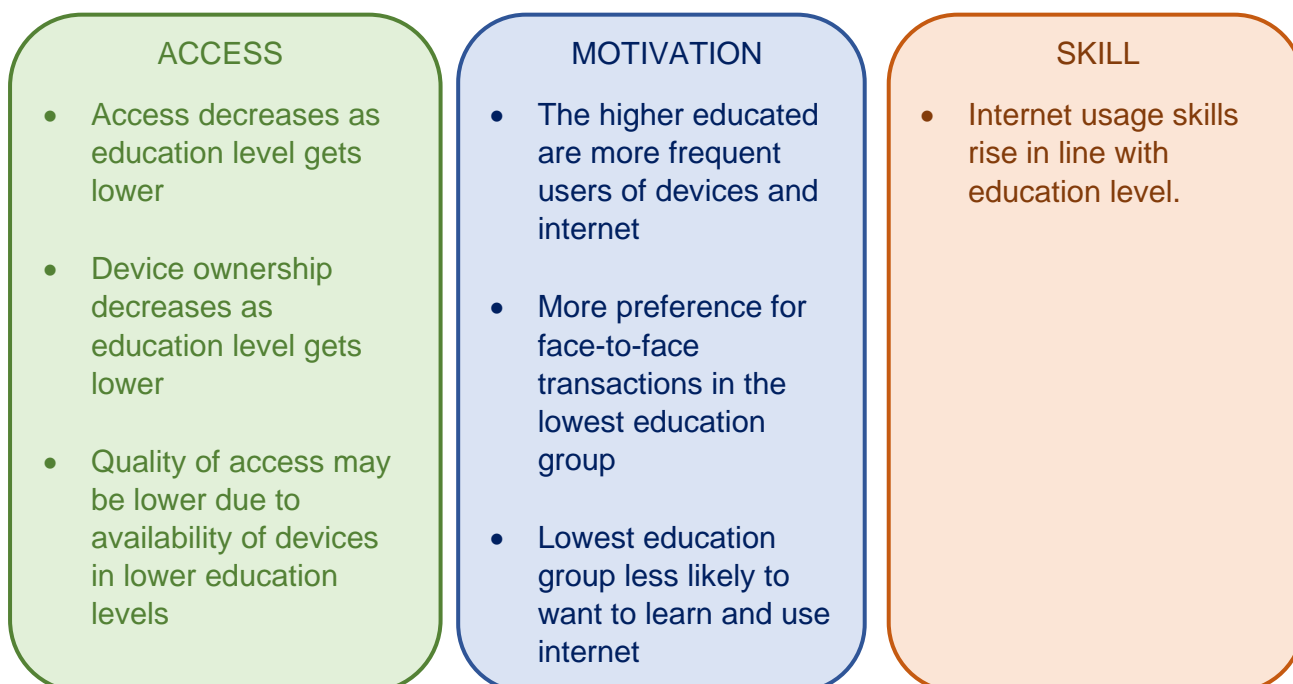 ACCESS
• Access decreases as
education level gets
lower
• Device ownership
decreases as
education level gets
lower
• Quality of access may
be lower due to
availability of devices
in lower education
levels
MOTIVATION
• The higher educated
are more frequent
users of devices and
internet
• More preference for
face-to-face
transactions in the
lowest education
group
• Lowest education
group less likely to
want to learn and use
internet
SKILL
• Internet usage skills
rise in line with
education level.